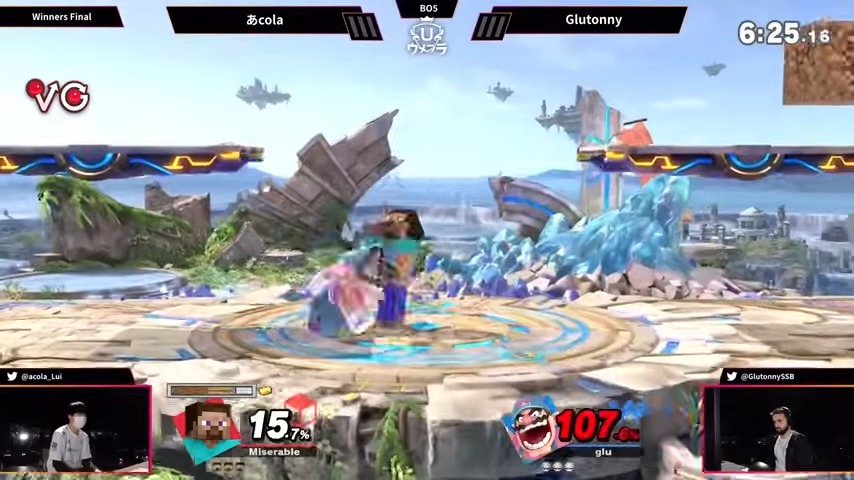 Winners Final
あcola
BO5
Glutonny
U
ウメブラ
6:25.16
@acola_Lui
@GlutonnySSB
15.7%
Miserable
107.6%
glu